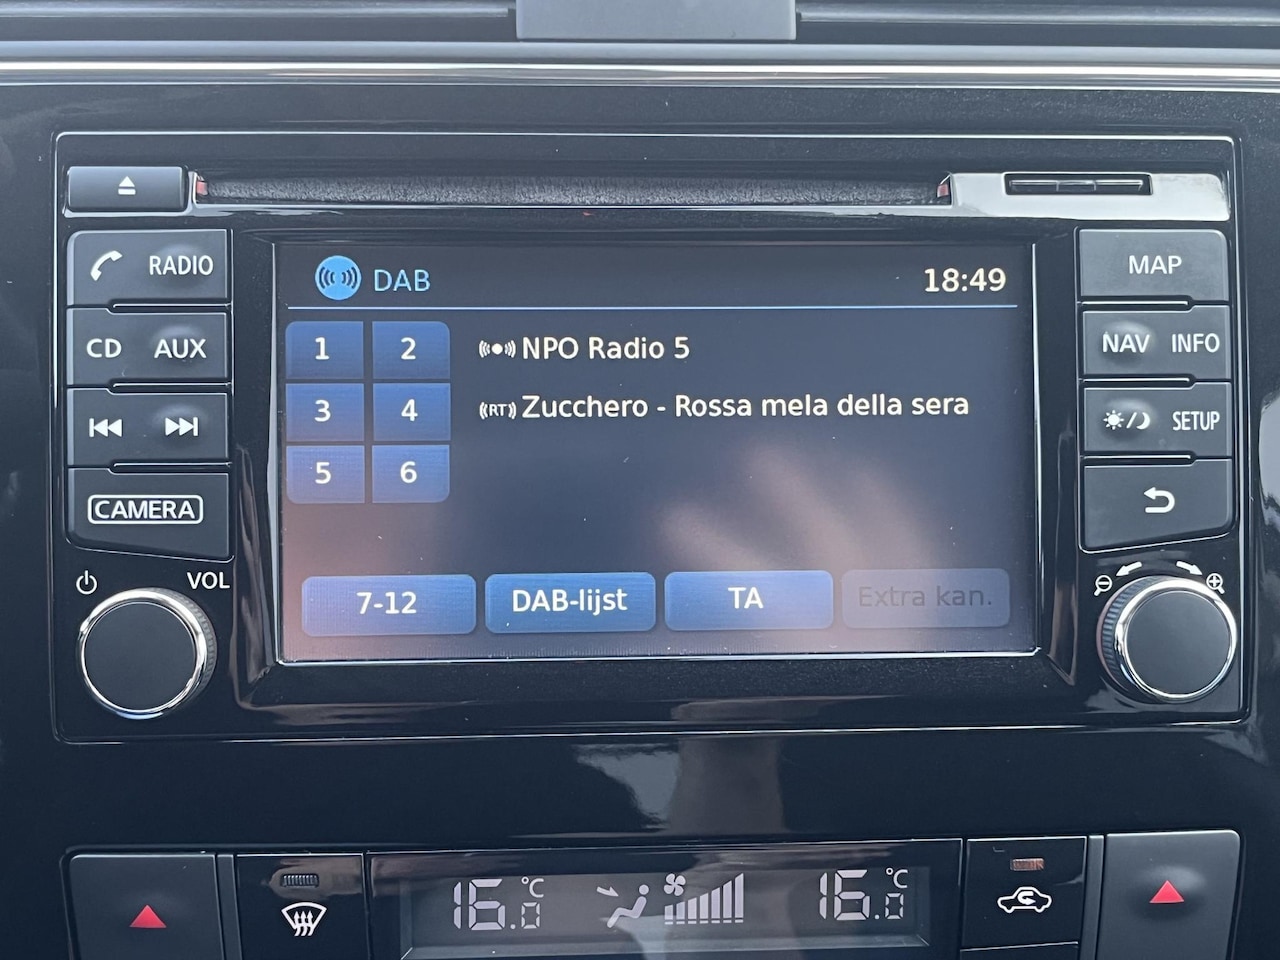 RADIO
CD AUX
CAMERA
VOL
DAB 18:49
1 2 NPO Radio 5
3 4 (RT) Zucchero - Rossa mela della sera
5 6
7-12 DAB-lijst TA Extra kan.
MAP
NAV INFO
SETUP
16.0 °C 16.0 °C